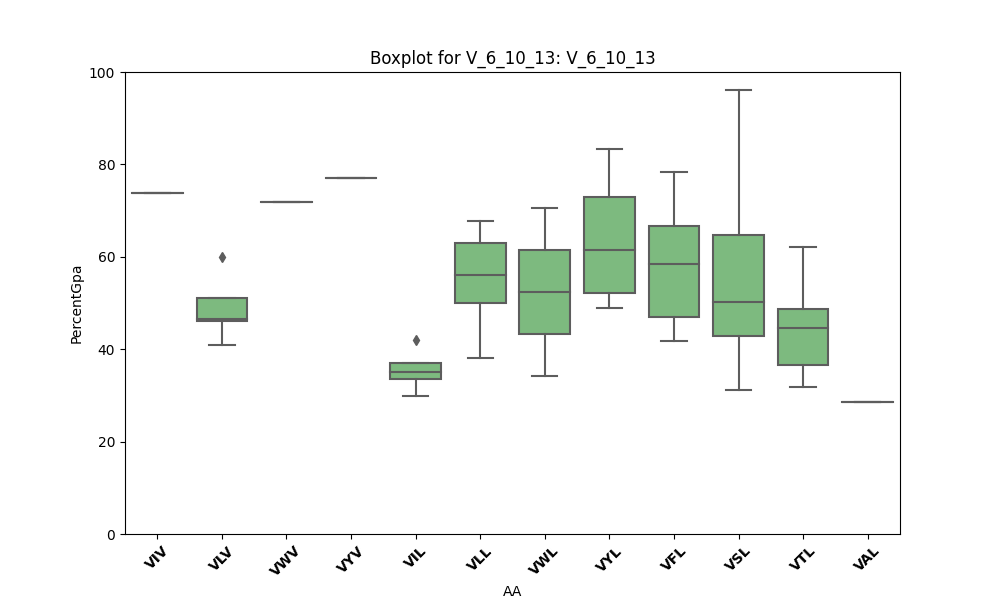 Boxplot for V_6_10_13: V_6_10_13
100
80
60
40
20
0
PercentGpa
VIV
VLV
VWV
VYV
VIL
VLL
VWL
VYL
VFL
VSL
VTL
VAL
AA